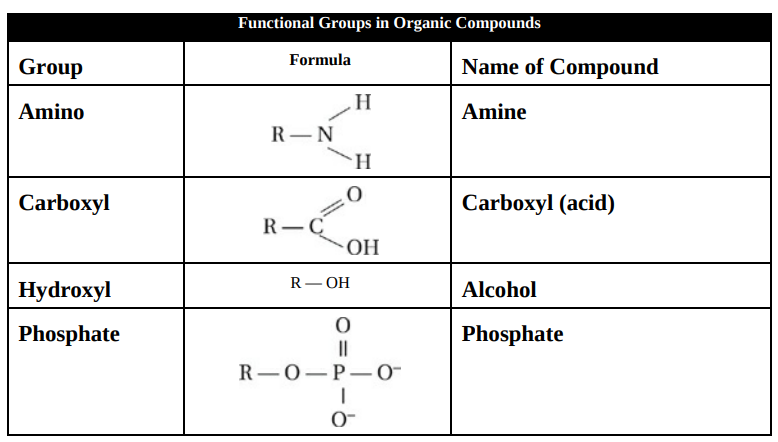 Functional Groups in Organic Compounds
Group Formula Name of Compound
Amino Amine
H
R — N
H
Carboxyl Carboxyl (acid)
O
R — C
OH
Hydroxyl R — OH Alcohol
Phosphate Phosphate
O
||
R — O — P — O⁻
|
O⁻